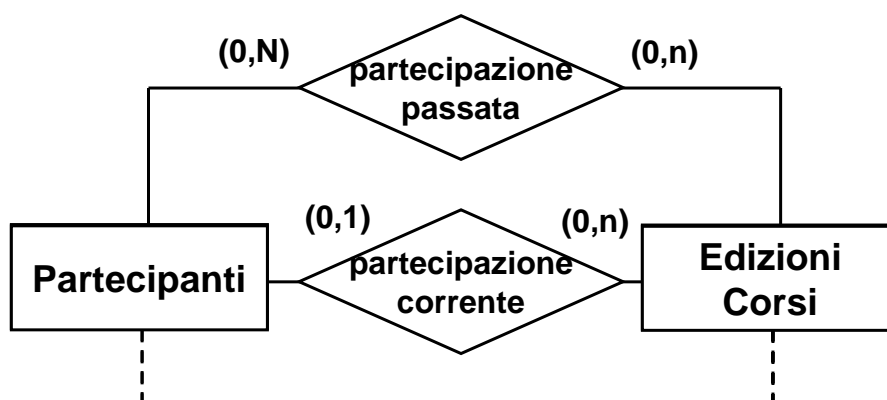 (0,N)
partecipazione
passata
(0,n)
Partecipanti
(0,1)
partecipazione
corrente
(0,n)
Edizioni
Corsi